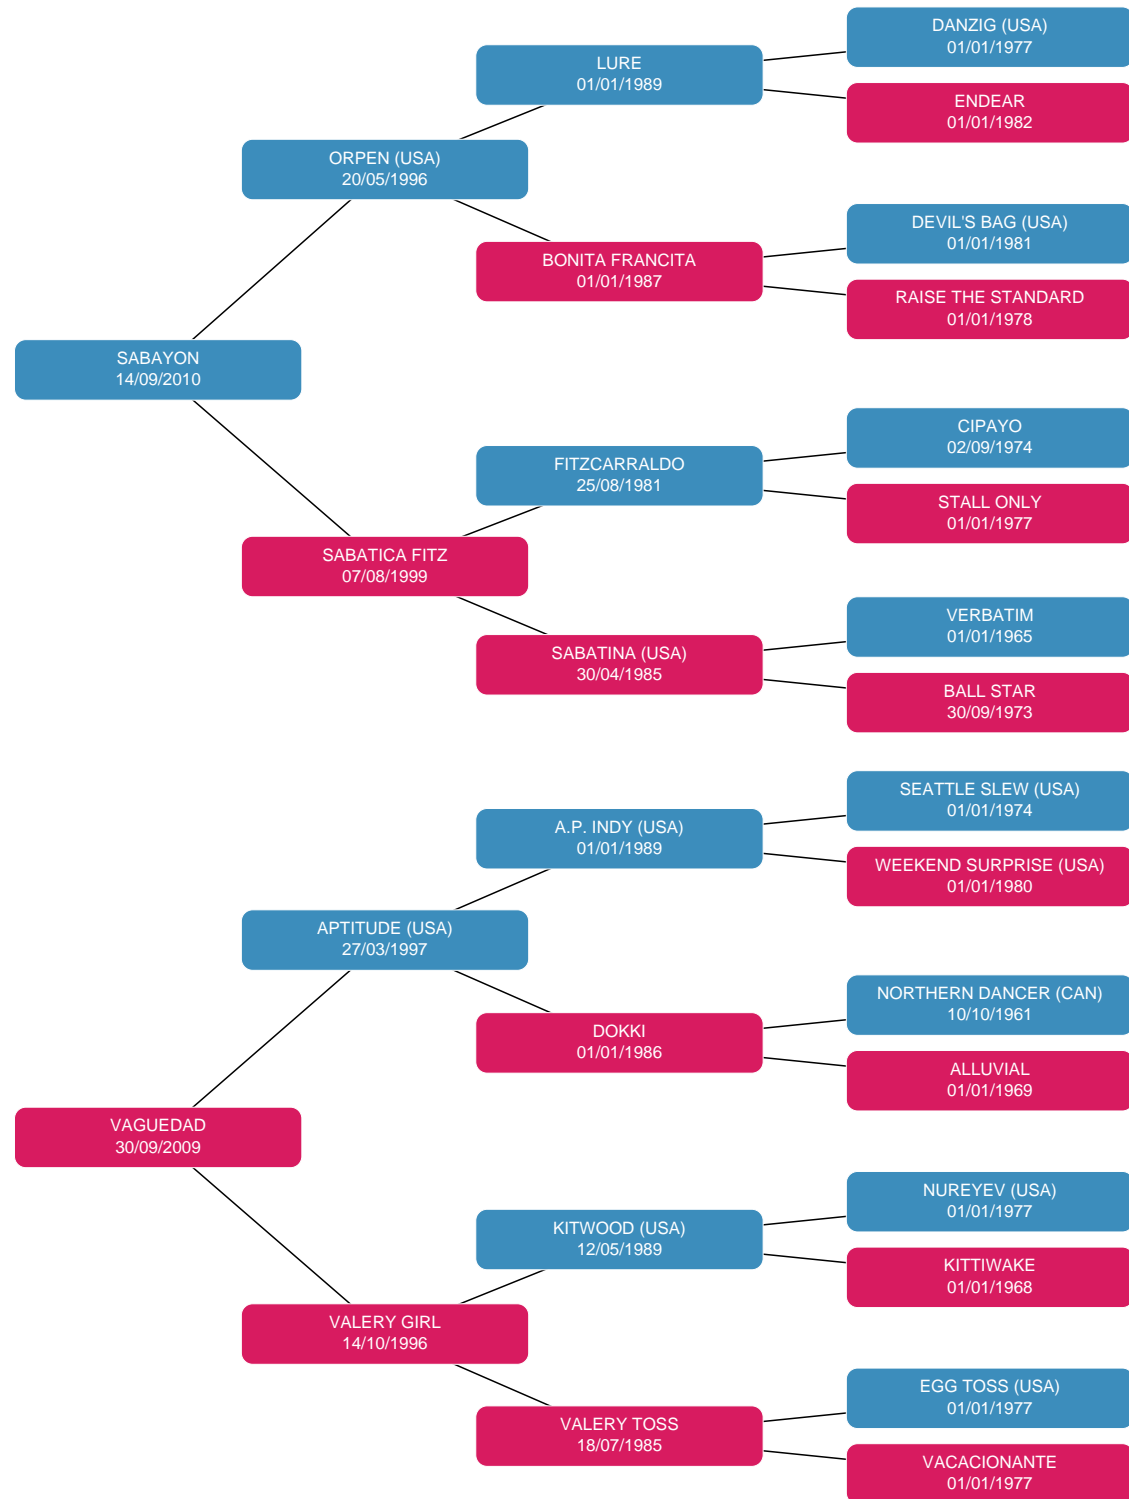 DANZIG (USA)
01/01/1977
LURE
01/01/1989
ENDEAR
01/01/1982
ORPEN (USA)
20/05/1996
DEVIL'S BAG (USA)
01/01/1981
BONITA FRANCITA
01/01/1987
RAISE THE STANDARD
01/01/1978
SABAYON
14/09/2010
CIPAYO
02/09/1974
FITZCARRALDO
25/08/1981
STALL ONLY
01/01/1977
SABATICA FITZ
07/08/1999
VERBATIM
01/01/1965
SABATINA (USA)
30/04/1985
BALL STAR
30/09/1973
SEATTLE SLEW (USA)
01/01/1974
A.P. INDY (USA)
01/01/1989
WEEKEND SURPRISE (USA)
01/01/1980
APTITUDE (USA)
27/03/1997
NORTHERN DANCER (CAN)
10/10/1961
DOKKI
01/01/1986
ALLUVIAL
01/01/1969
VAGUEDAD
30/09/2009
NUREYEV (USA)
01/01/1977
KITWOOD (USA)
12/05/1989
KITTIWAKE
01/01/1968
VALERY GIRL
14/10/1996
EGG TOSS (USA)
01/01/1977
VALERY TOSS
18/07/1985
VACACIONANTE
01/01/1977